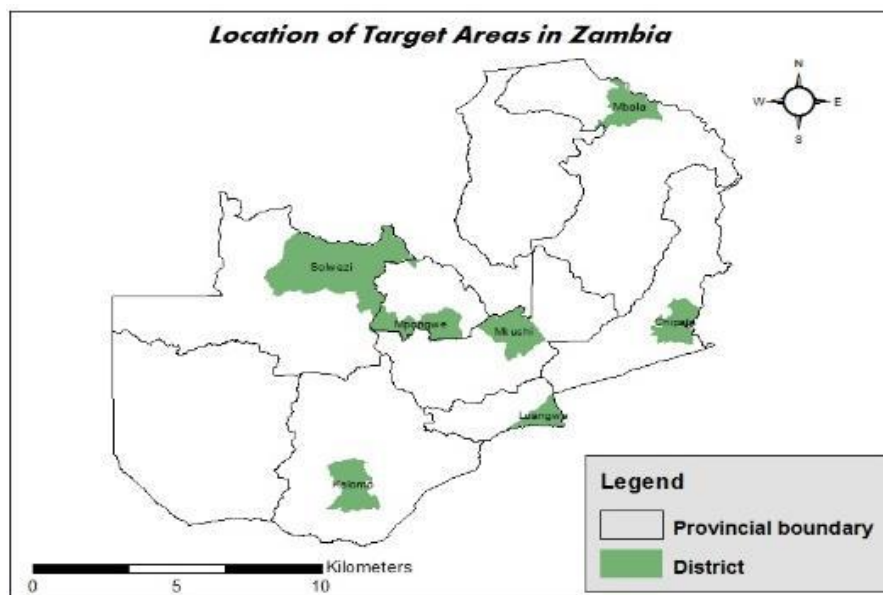 Location of Target Areas in Zambia
N
W E
S
Mbala
Solwezi
Mpongwe
Mkushi
Chipata
Luangwa
Kalomo
Legend
Provincial boundary
District
Kilometers
0 5 10